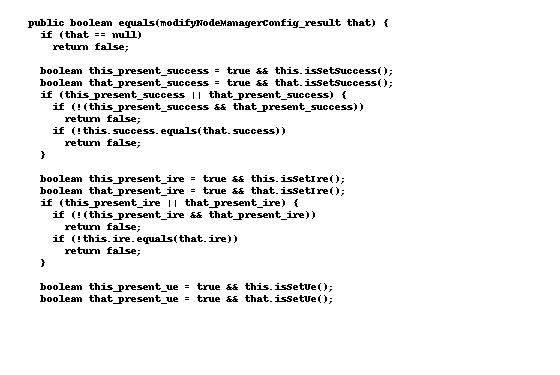 public boolean equals(modifyNodeManagerConfig_result that) {
  if (that == null)
    return false;

  boolean this_present_success = true && this.isSetSuccess();
  boolean that_present_success = true && that.isSetSuccess();
  if (this_present_success || that_present_success) {
    if (!(this_present_success && that_present_success))
      return false;
    if (!this.success.equals(that.success))
      return false;
  }

  boolean this_present_ire = true && this.isSetIre();
  boolean that_present_ire = true && that.isSetIre();
  if (this_present_ire || that_present_ire) {
    if (!(this_present_ire && that_present_ire))
      return false;
    if (!this.ire.equals(that.ire))
      return false;
  }

  boolean this_present_ue = true && this.isSetUe();
  boolean that_present_ue = true && that.isSetUe();